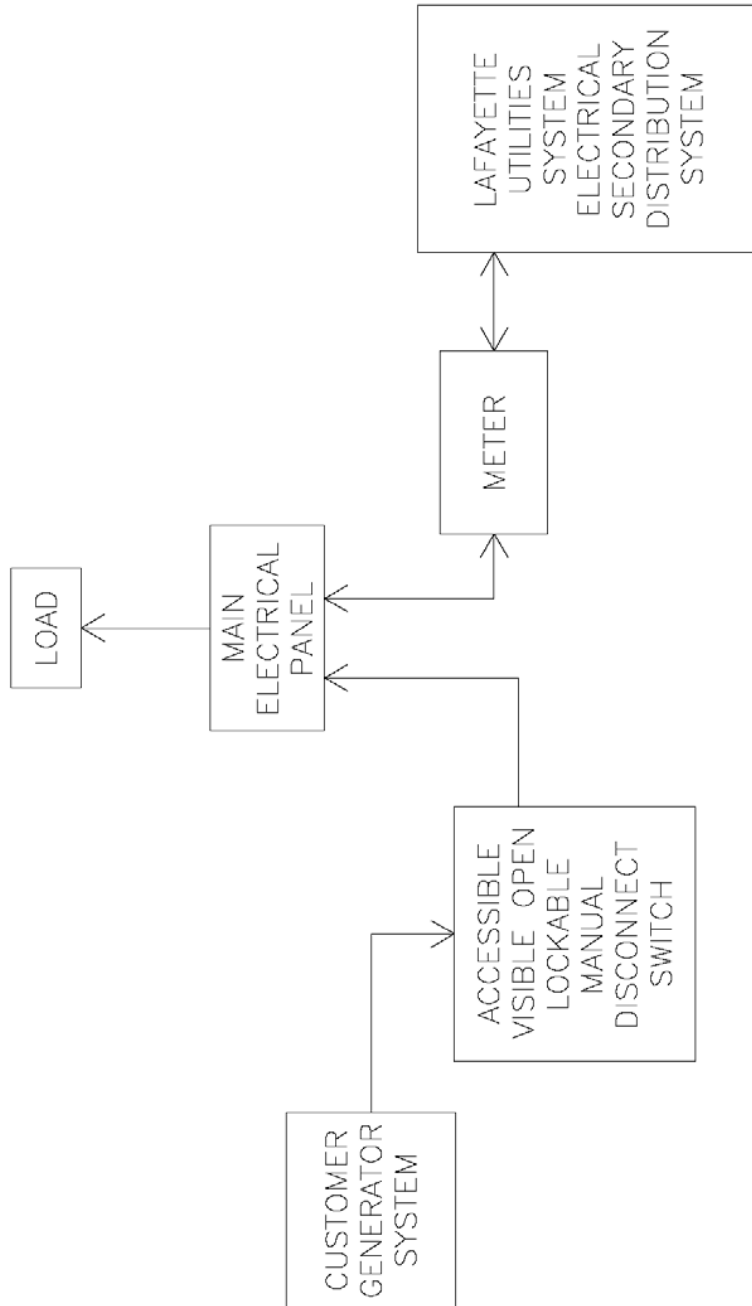 LOAD
MAIN
ELECTRICAL
PANEL
CUSTOMER
GENERATOR
SYSTEM
ACCESSIBLE
VISIBLE OPEN
LOCKABLE
MANUAL
DISCONNECT
SWITCH
METER
LAFAYETTE
UTILITIES
SYSTEM
ELECTRICAL
SECONDARY
DISTRIBUTION
SYSTEM